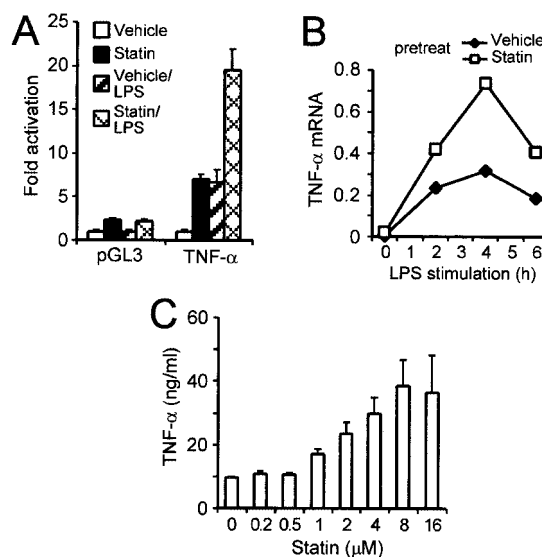 A
Vehicle
Statin
Vehicle/
LPS
Statin/
LPS
Fold activation
25
20
15
10
5
0
pGL3
TNF-α
B
pretreat
Vehicle
Statin
TNF-α mRNA
0.8
0.6
0.4
0.2
0
0 1 2 3 4 5 6
LPS stimulation (h)
C
TNF-α (ng/ml)
60
40
20
0
0 0.2 0.5 1 2 4 8 16
Statin (μM)